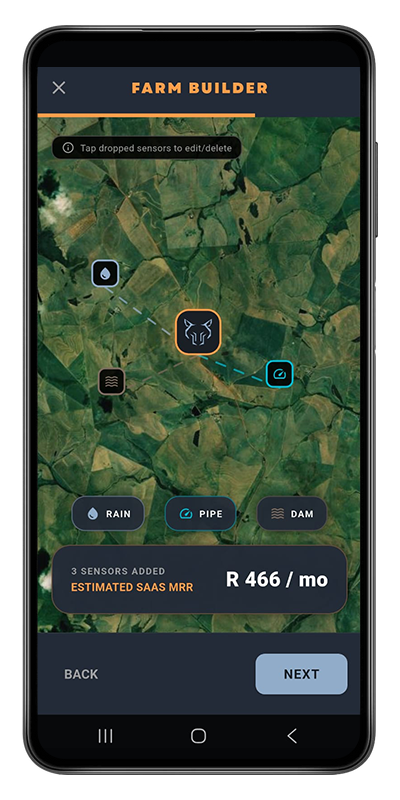 FARM BUILDER
Tap dropped sensors to edit/delete
RAIN
PIPE
DAM
3 SENSORS ADDED
ESTIMATED SAAS MRR
R 466 / mo
BACK
NEXT